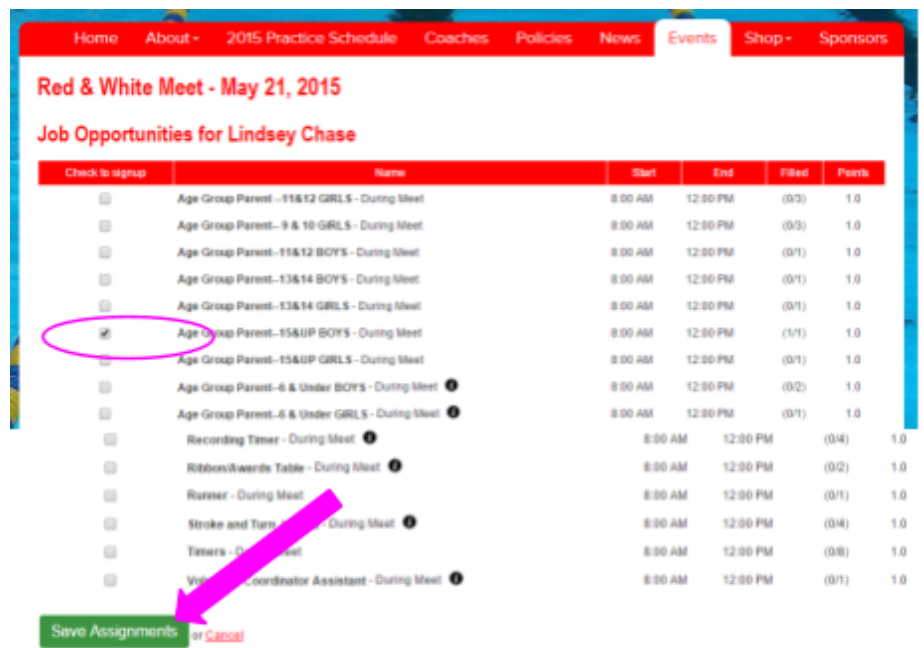 Home About 2015 Practice Schedule Coaches Policies News Events Shop Sponsors
Red & White Meet - May 21, 2015
Job Opportunities for Lindsey Chase
Check to signup Name Start End Filled Points
Age Group Parent --11&12 GIRLS - During Meet 8:00 AM 12:00 PM (0/3) 1.0
Age Group Parent-- 9 & 10 GIRLS - During Meet 8:00 AM 12:00 PM (0/3) 1.0
Age Group Parent--11&12 BOYS - During Meet 8:00 AM 12:00 PM (0/1) 1.0
Age Group Parent--13&14 BOYS - During Meet 8:00 AM 12:00 PM (0/1) 1.0
Age Group Parent--13&14 GIRLS - During Meet 8:00 AM 12:00 PM (0/1) 1.0
Age Group Parent--15&UP BOYS - During Meet 8:00 AM 12:00 PM (1/1) 1.0
Age Group Parent--15&UP GIRLS - During Meet 8:00 AM 12:00 PM (0/1) 1.0
Age Group Parent--6 & Under BOYS - During Meet 8:00 AM 12:00 PM (0/2) 1.0
Age Group Parent--6 & Under GIRLS - During Meet 8:00 AM 12:00 PM (0/1) 1.0
Recording Timer - During Meet 8:00 AM 12:00 PM (0/4) 1.0
Ribbon/Awards Table - During Meet 8:00 AM 12:00 PM (0/2) 1.0
Runner - During Meet 8:00 AM 12:00 PM (0/1) 1.0
Stroke and Turn - During Meet 8:00 AM 12:00 PM (0/4) 1.0
Timers - 8:00 AM 12:00 PM (0/8) 1.0
Coordinator Assistant - During Meet 8:00 AM 12:00 PM (0/1) 1.0
Save Assignments or Cancel